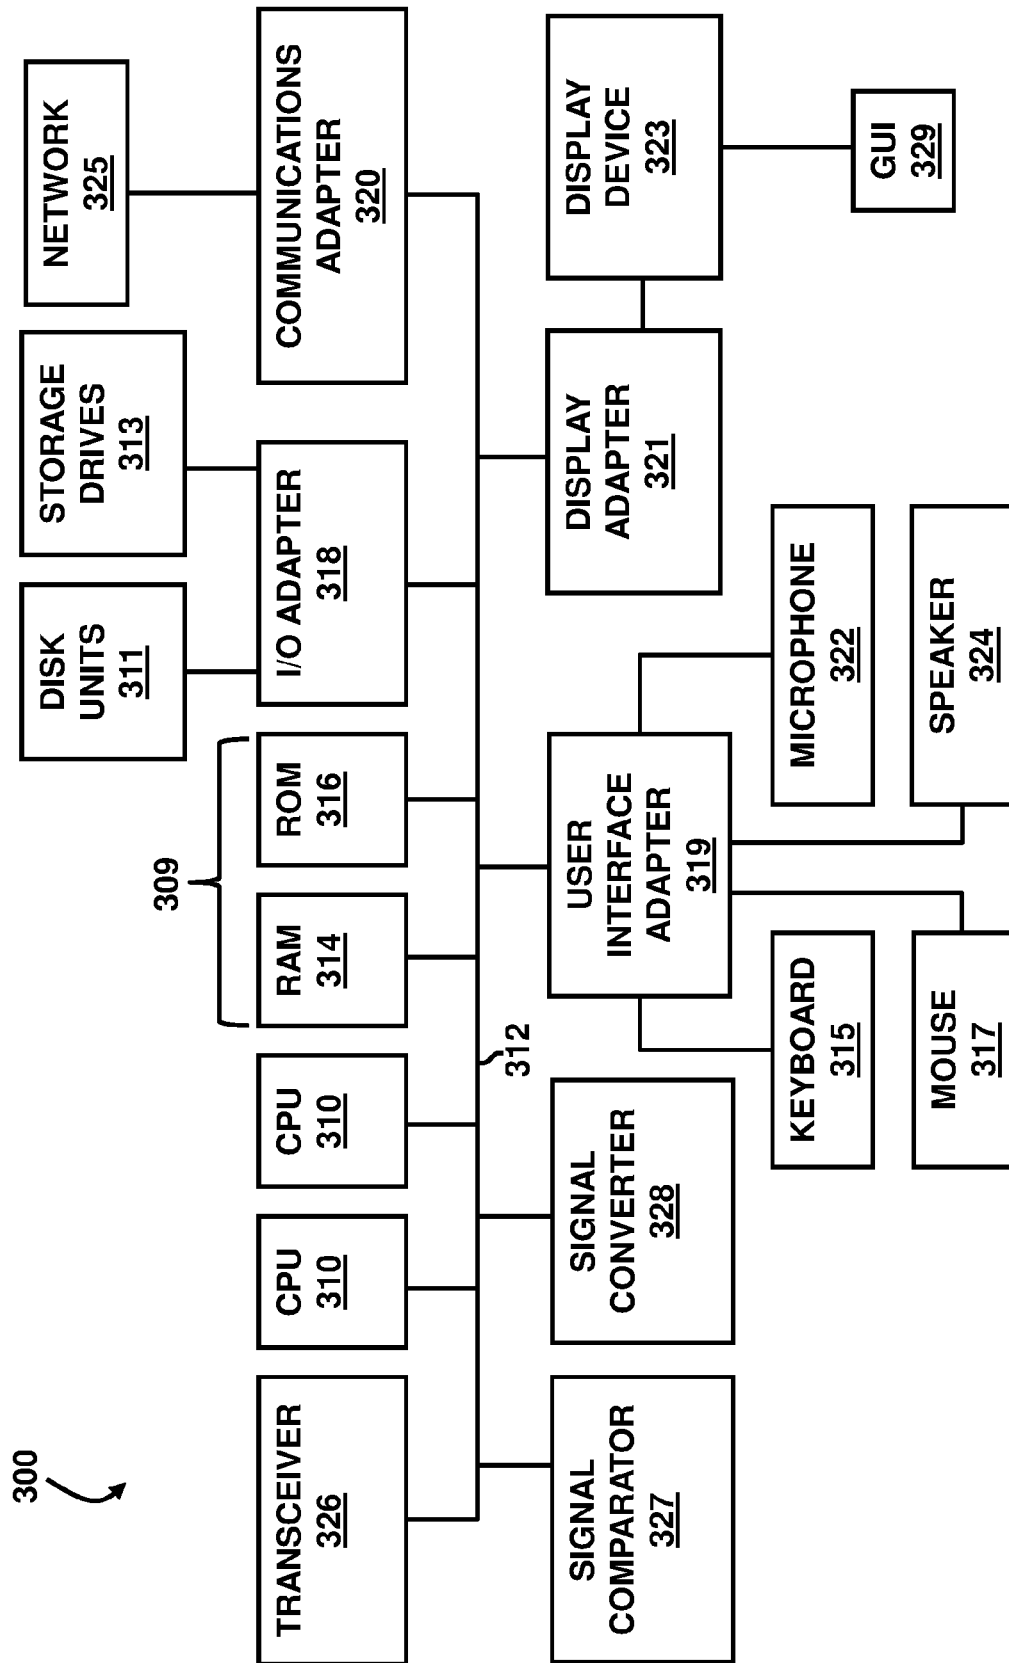 300
309
DISK
UNITS
311
STORAGE
DRIVES
313
NETWORK
325
TRANSCEIVER
326
CPU
310
CPU
310
RAM
314
ROM
316
I/O ADAPTER
318
COMMUNICATIONS
ADAPTER
320
312
SIGNAL
COMPARATOR
327
SIGNAL
CONVERTER
328
USER
INTERFACE
ADAPTER
319
DISPLAY
ADAPTER
321
DISPLAY
DEVICE
323
KEYBOARD
315
MICROPHONE
322
GUI
329
MOUSE
317
SPEAKER
324